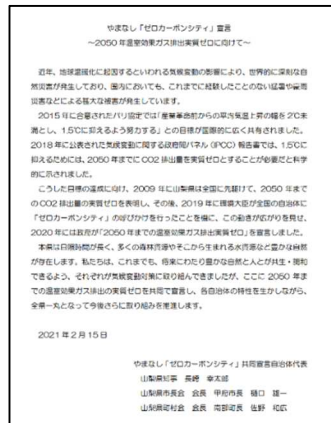 やまなし「ゼロカーボンシティ」宣言
～2050年温室効果ガス排出実質ゼロに向けて～
近年、地球温暖化に起因するといわれる気候変動の影響により、世界的に深刻な自
然災害が発生しており、国内においても、これまでに経験したことのない猛暑や豪雨
災害などによる甚大な被害が発生しています。
2015年に合意されたパリ協定では「産業革命前からの平均気温上昇の幅を2℃未
満とし、1.5℃に抑えるよう努力する」との目標が国際的に広く共有されました。
2018年に公表された気候変動に関する政府間パネル(IPCC)報告書では、1.5℃に
抑えるためには、2050年までにCO2排出量を実質ゼロとすることが必要だと科学
的に示されました。
こうした目標の達成に向け、2009年に山梨県は全国に先駆けて、2050年まで
のCO2排出量の実質ゼロを表明し、その後、2019年に環境大臣が全国の自治体に
「ゼロカーボンシティ」の呼びかけを行ったことを機に、この動きが広がりを見せ、
2020年には政府が「2050年までの温室効果ガス排出実質ゼロ」を宣言しました。
本県は日照時間が長く、多くの森林資源やそこから生まれる水資源など豊かな自然
が存在します。私たちは、これまでも、将来にわたり豊かな自然と人とが共生・調和
できるよう、それぞれが気候変動対策に取り組んできましたが、ここに2050年ま
での温室効果ガス排出の実質ゼロを共同で宣言し、各自治体の特性を生かしながら、
全県一丸となって今後さらに取り組みを推進します。
2021年2月15日
やまなし「ゼロカーボンシティ」共同宣言自治体代表
山梨県知事 長崎 幸太郎
山梨県市長会 会長 甲府市長 樋口 雄一
山梨県町村会 会長 南部町長 佐野 和広